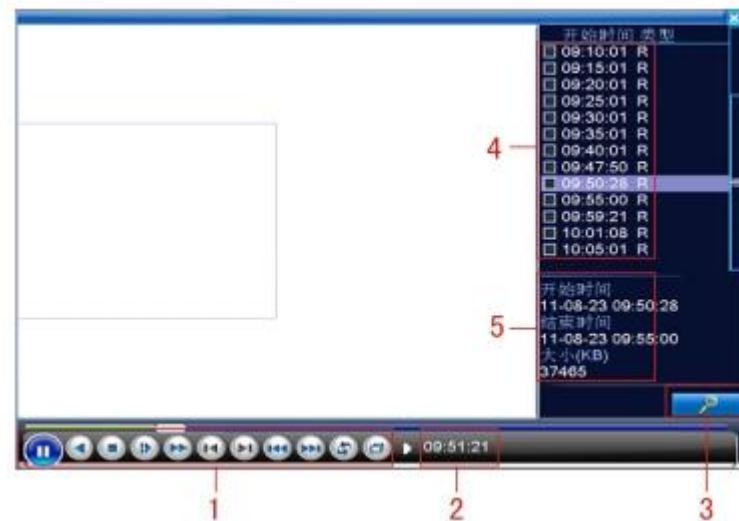 开始时间 类型
09:10:01 R
09:15:01 R
09:20:01 R
09:25:01 R
09:30:01 R
09:35:01 R
09:40:01 R
09:47:50 R
09:50:28 R
09:55:00 R
09:59:21 R
10:01:08 R
10:05:01 R
4
开始时间
11-08-23 09:50:28
结束时间
11-08-23 09:55:00
大小(KB)
37465
5
09:51:21
1
2
3